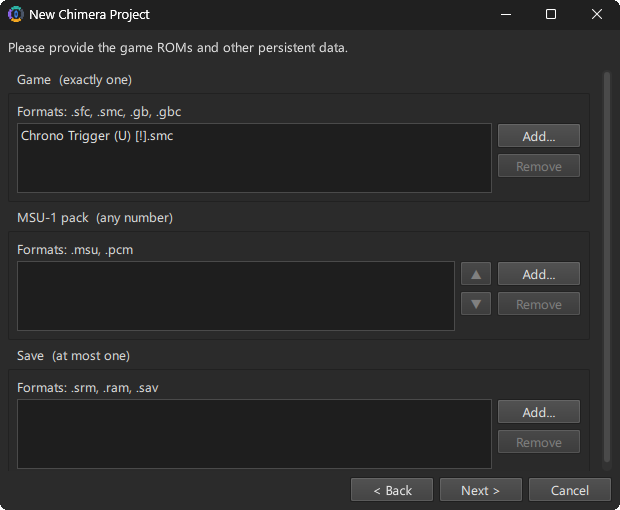 New Chimera Project
Please provide the game ROMs and other persistent data.
Game (exactly one)
Formats: .sfc, .smc, .gb, .gbc
Chrono Trigger (U) [!].smc
Add...
Remove
MSU-1 pack (any number)
Formats: .msu, .pcm
▲
Add...
▼
Remove
Save (at most one)
Formats: .srm, .ram, .sav
Add...
Remove
< Back
Next >
Cancel